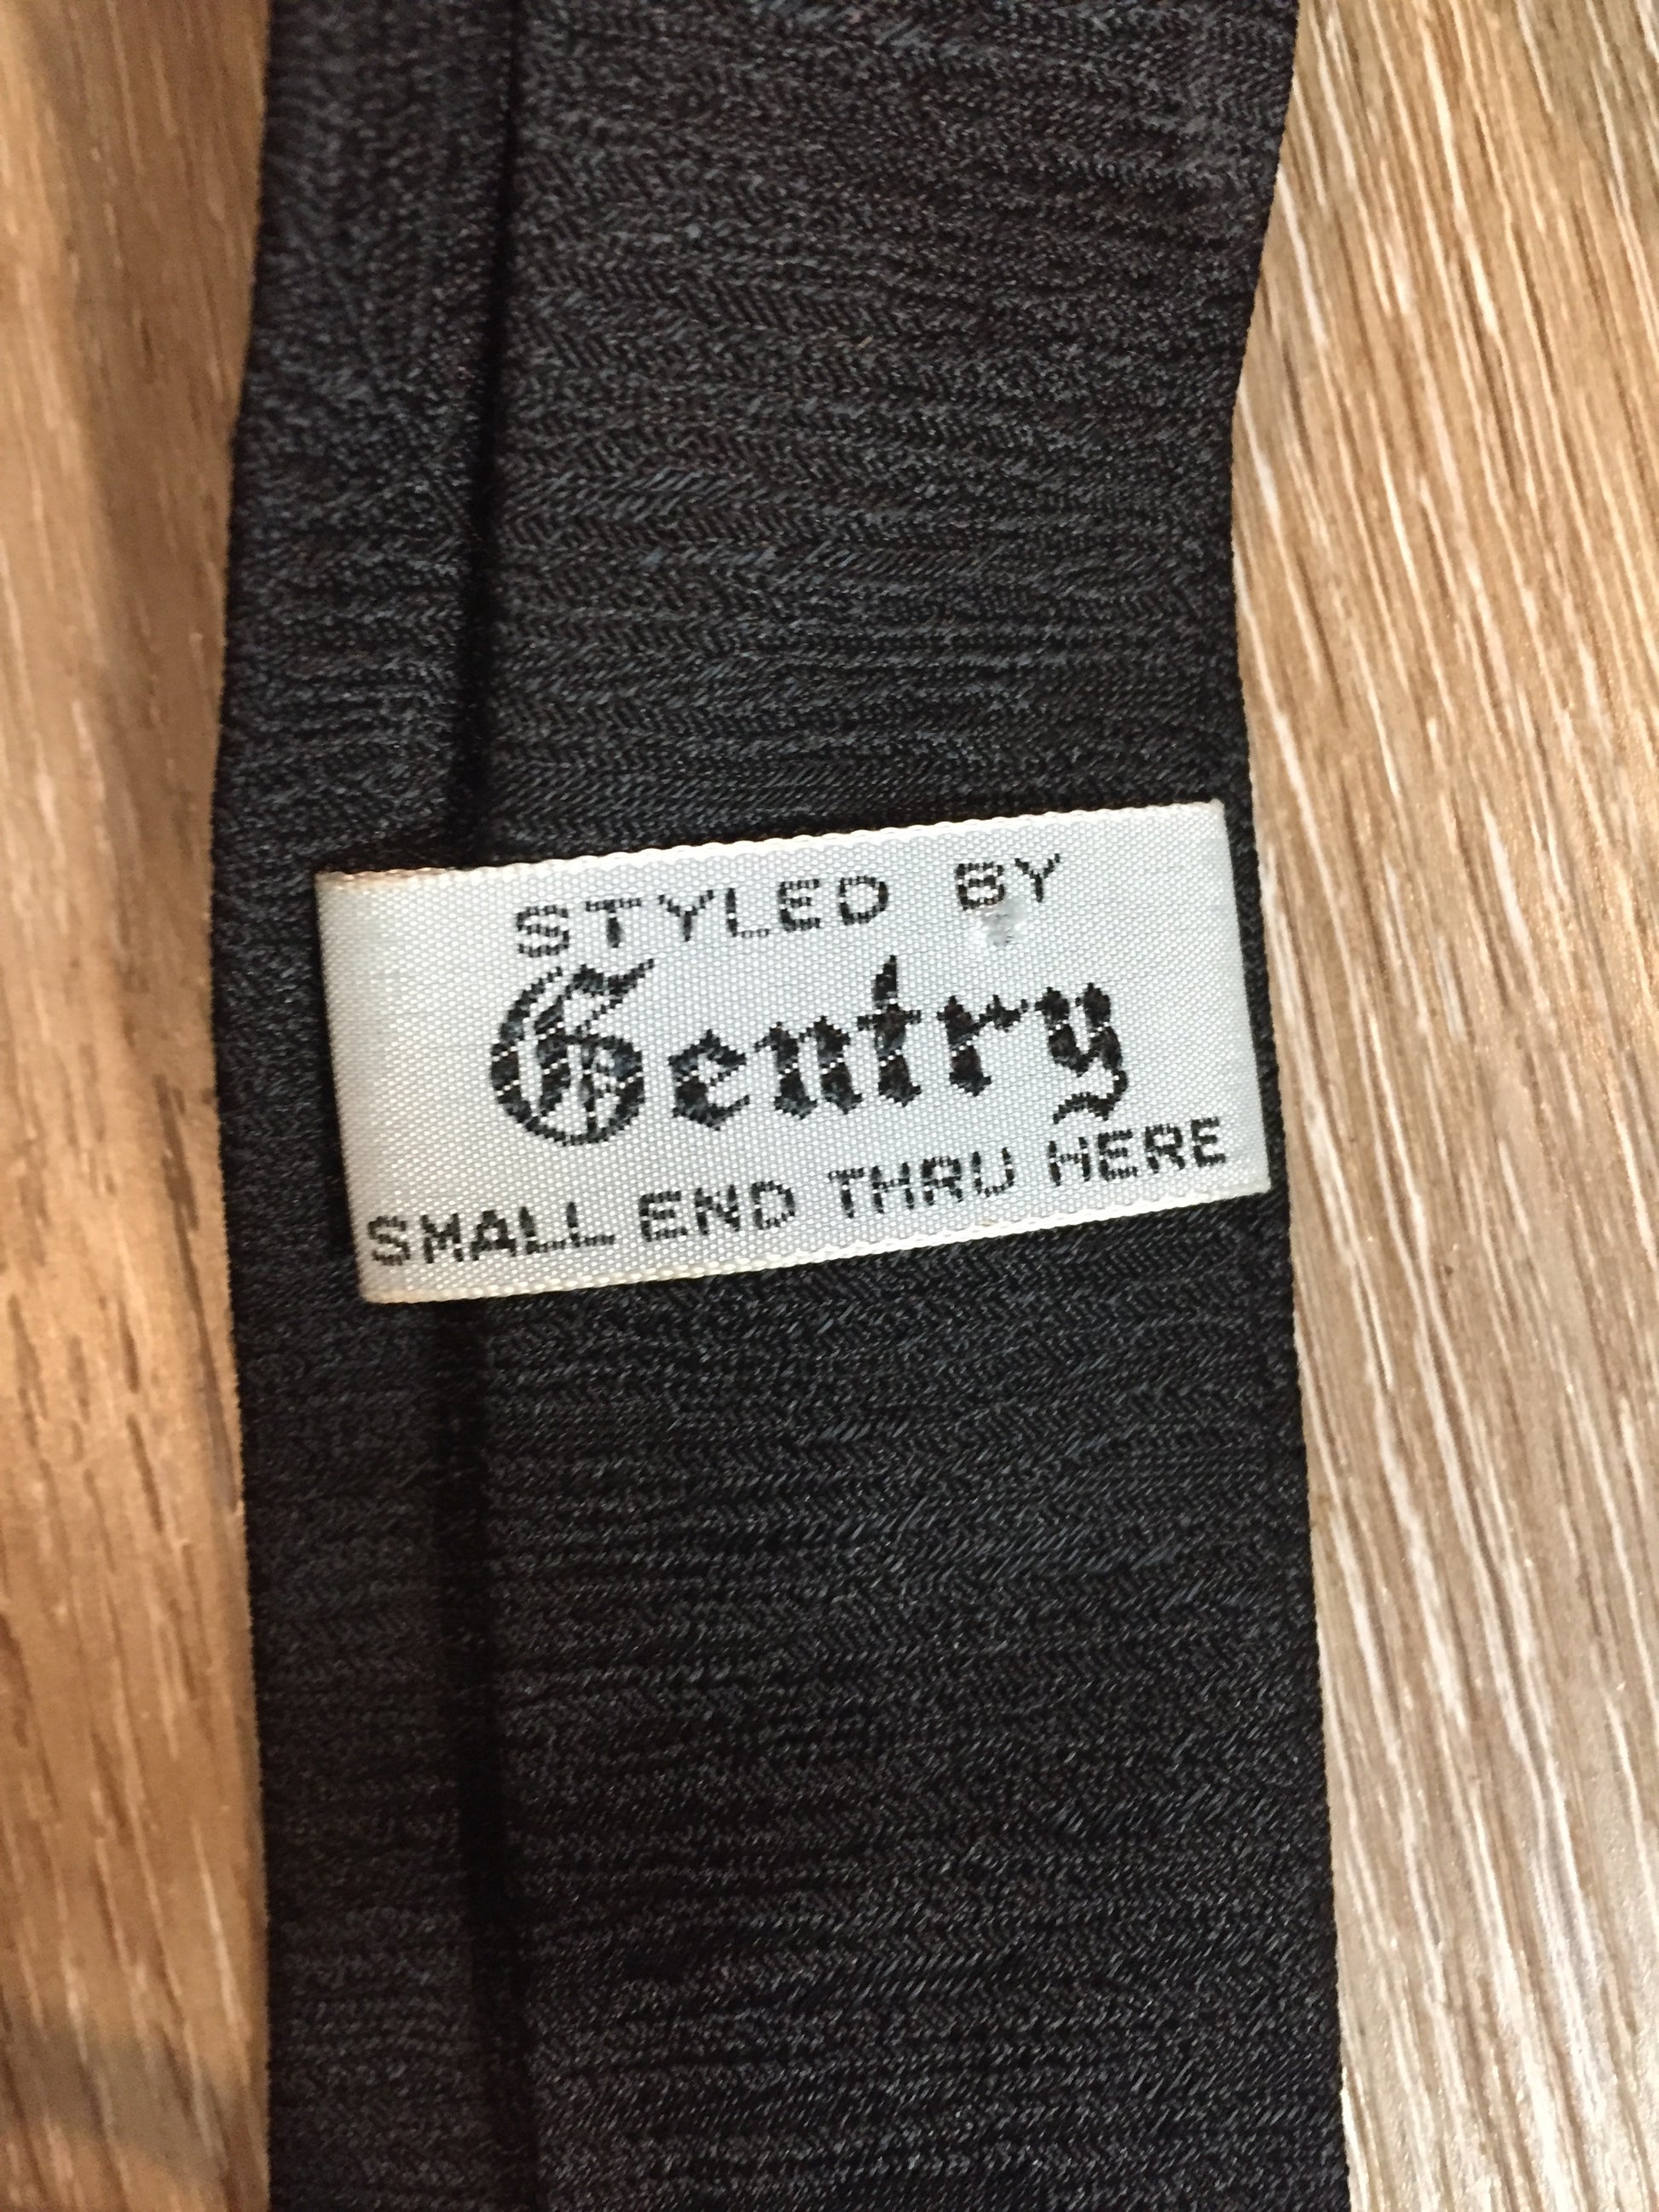 STYLED BY
Gentry
SMALL END THRU HERE